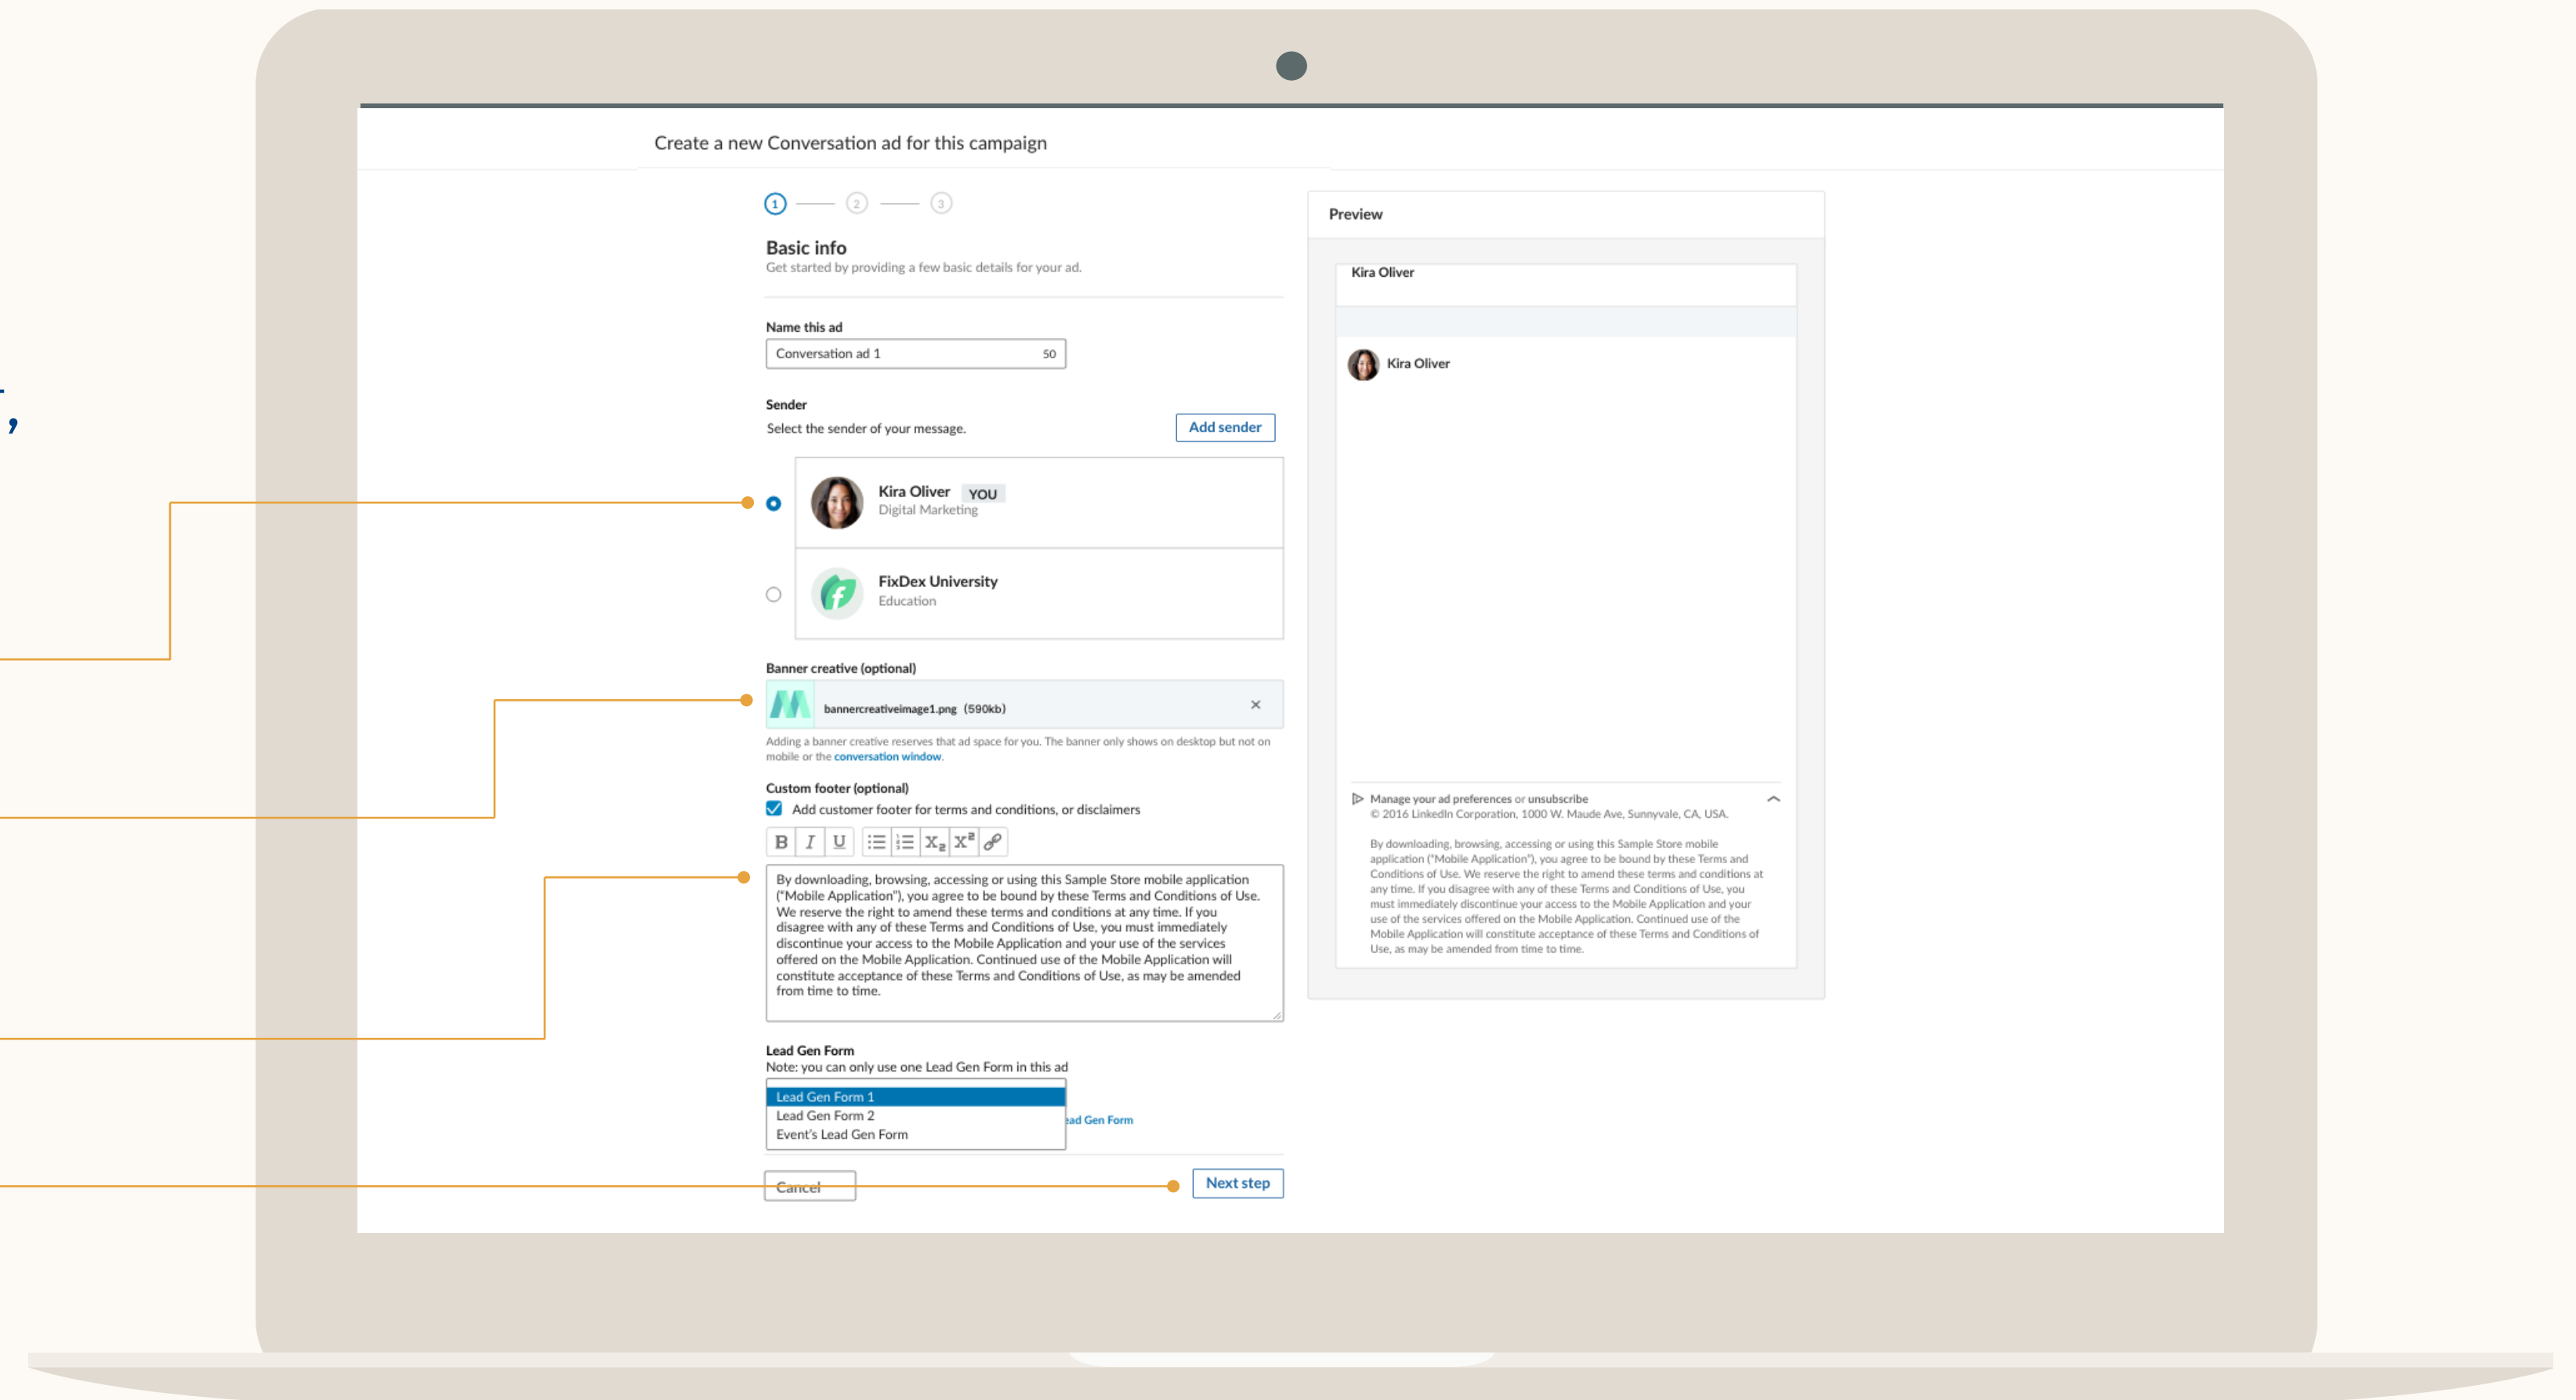 ,
Create a new Conversation ad for this campaign
1 2 3
Basic info
Get started by providing a few basic details for your ad.
Name this ad
Conversation ad 1 50
Sender
Select the sender of your message. Add sender
Kira Oliver YOU
Digital Marketing
FixDex University
Education
Banner creative (optional)
bannercreativeimage1.png (590kb) ×
Adding a banner creative reserves that ad space for you. The banner only shows on desktop but not on
mobile or the conversation window.
Custom footer (optional)
Add customer footer for terms and conditions, or disclaimers
B I U X₂ X²
By downloading, browsing, accessing or using this Sample Store mobile application
("Mobile Application"), you agree to be bound by these Terms and Conditions of Use.
We reserve the right to amend these terms and conditions at any time. If you
disagree with any of these Terms and Conditions of Use, you must immediately
discontinue your access to the Mobile Application and your use of the services
offered on the Mobile Application. Continued use of the Mobile Application will
constitute acceptance of these Terms and Conditions of Use, as may be amended
from time to time.
Lead Gen Form
Note: you can only use one Lead Gen Form in this ad
Lead Gen Form 1
Lead Gen Form 2
ead Gen Form
Event's Lead Gen Form
Cancel
Next step
Preview
Kira Oliver
Kira Oliver
Manage your ad preferences or unsubscribe
© 2016 LinkedIn Corporation, 1000 W. Maude Ave, Sunnyvale, CA, USA.
By downloading, browsing, accessing or using this Sample Store mobile
application ("Mobile Application"), you agree to be bound by these Terms and
Conditions of Use. We reserve the right to amend these terms and conditions at
any time. If you disagree with any of these Terms and Conditions of Use, you
must immediately discontinue your access to the Mobile Application and your
use of the services offered on the Mobile Application. Continued use of the
Mobile Application will constitute acceptance of these Terms and Conditions of
Use, as may be amended from time to time.